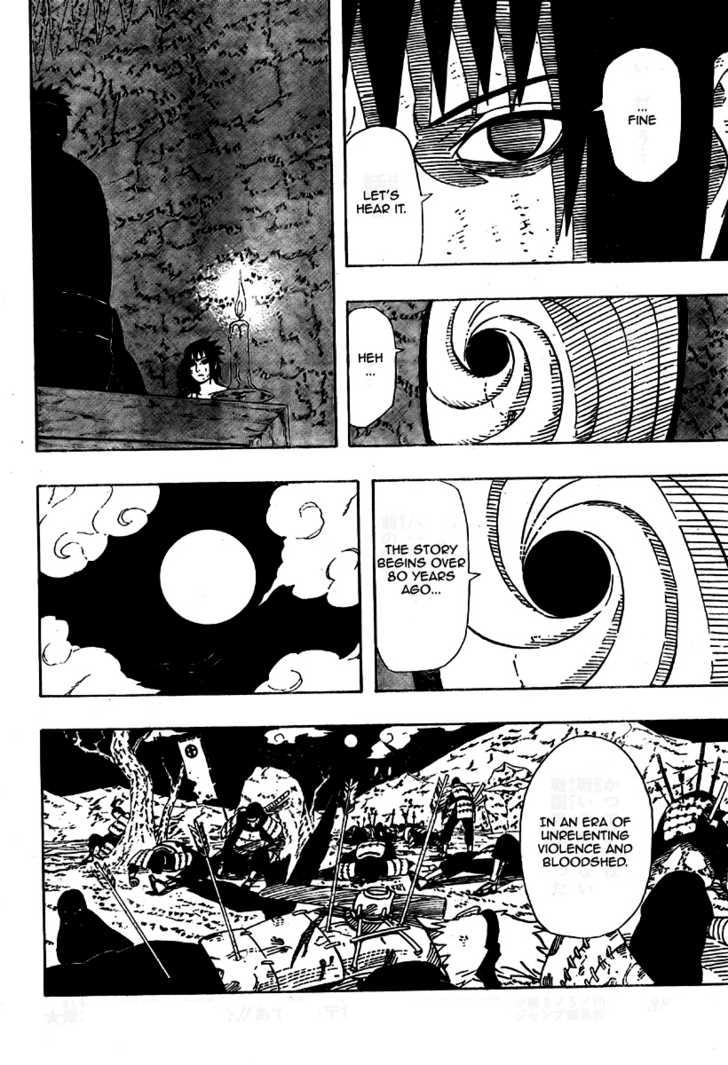 ...
FINE
LET'S
HEAR IT.
HEH
...
THE STORY
BEGINS OVER
80 YEARS
AGO...
IN AN ERA OF
UNRELENTING
VIOLENCE AND
BLOODSHED.